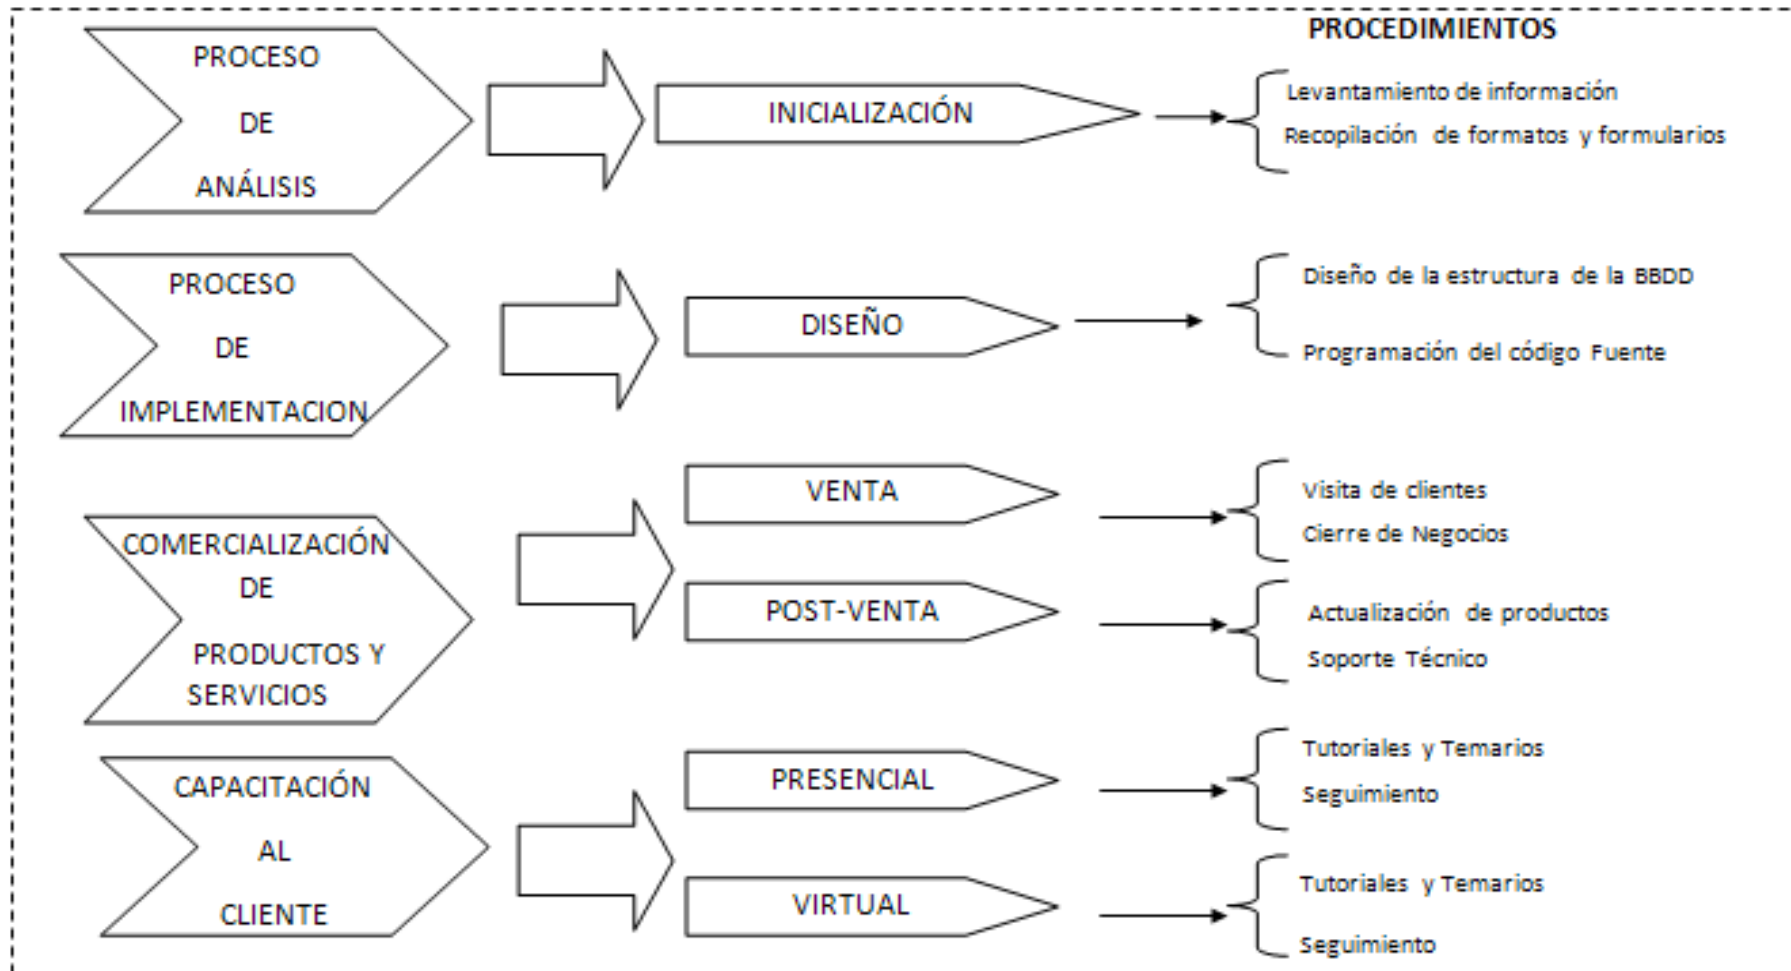 PROCEDIMIENTOS
PROCESO
DE
ANÁLISIS
INICIALIZACIÓN
Levantamiento de información
Recopilación de formatos y formularios
PROCESO
DE
IMPLEMENTACION
DISEÑO
Diseño de la estructura de la BBDD
Programación del código Fuente
COMERCIALIZACIÓN
DE
PRODUCTOS Y
SERVICIOS
VENTA
Visita de clientes
Cierre de Negocios
POST-VENTA
Actualización de productos
Soporte Técnico
CAPACITACIÓN
AL
CLIENTE
PRESENCIAL
Tutoriales y Temarios
Seguimiento
VIRTUAL
Tutoriales y Temarios
Seguimiento